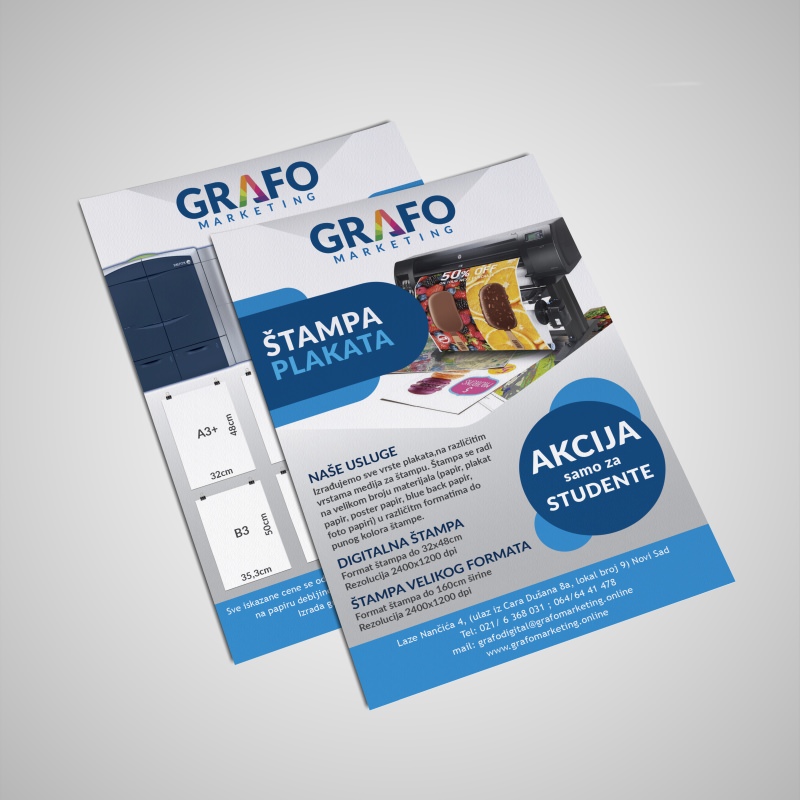 GRAFO
MARKETING
A3+
48cm
32cm
B3
50cm
35,3cm
Sve iskazane cene se
na papiru
Izrada
GRAFO
MARKETING
50% OFF
ŠTAMPA
PLAKATA
NAŠE USLUGE
Izrađujemo sve vrste plakata,na različitim
vrstama medija za štampu. Štampa se radi
na velikom broju materijala (papir, plakat
papir, poster papir, blue back papir,
foto papiri) u različitm formatima do
punog kolora štampe.
DIGITALNA ŠTAMPA
Format štampa do 32x48cm
Rezolucija 2400x1200 dpi
ŠTAMPA VELIKOG FORMATA
Format štampa do 160cm širine
Rezolucija 2400x1200 dpi
AKCIJA
samo za
STUDENTE
Laze Nančića 4, (ulaz iz Cara Dušana 8a, lokal broj 9) Novi Sad
Tel: 021/ 6 368 031 ; 064/64 41 478
mail: grafodigital@grafomarketing.online
www.grafomarketing.online